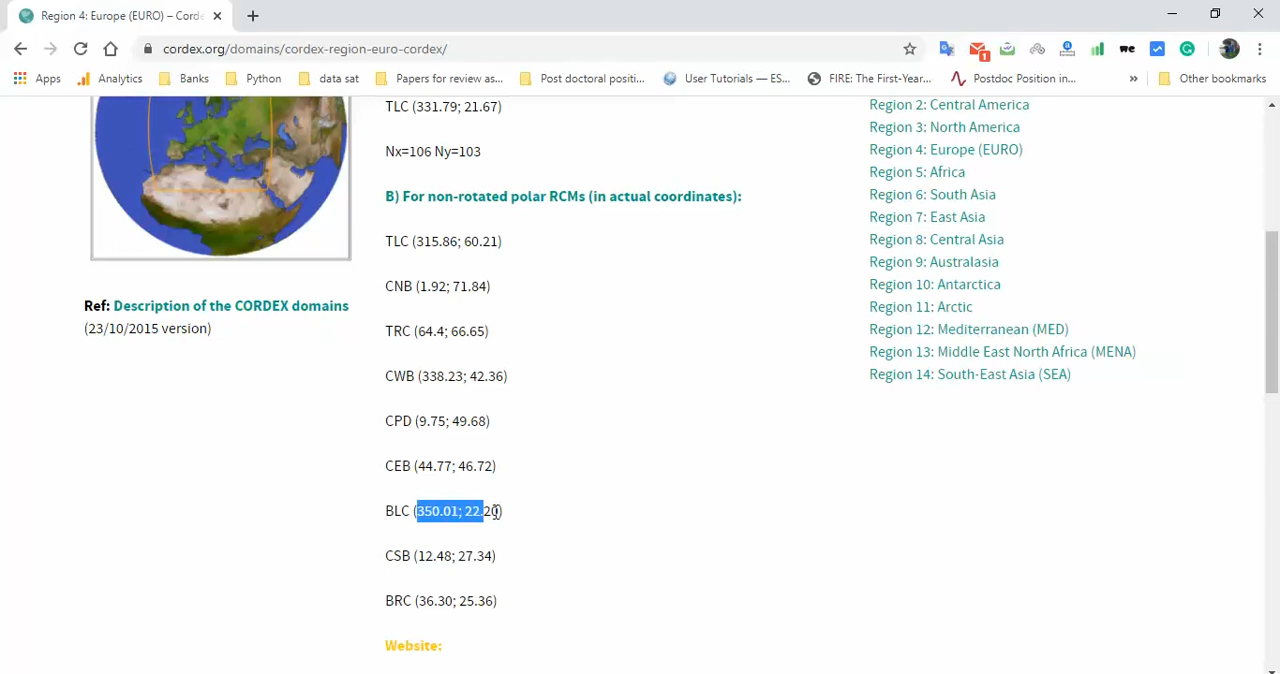 Region 4: Europe (EURO) – Corde
cordex.org/domains/cordex-region-euro-cordex/
1
we
Apps
Analytics
Banks
Python
data sat
Papers for review as...
Post doctoral positi...
User Tutorials — ES...
FIRE: The First-Year...
Postdoc Position in...
»
Other bookmarks
TLC (331.79; 21.67)
Nx=106 Ny=103
B) For non-rotated polar RCMs (in actual coordinates):
TLC (315.86; 60.21)
CNB (1.92; 71.84)
TRC (64.4; 66.65)
CWB (338.23; 42.36)
CPD (9.75; 49.68)
CEB (44.77; 46.72)
BLC (350.01; 22.20)
CSB (12.48; 27.34)
BRC (36.30; 25.36)
Website:
Ref: Description of the CORDEX domains
(23/10/2015 version)
Region 2: Central America
Region 3: North America
Region 4: Europe (EURO)
Region 5: Africa
Region 6: South Asia
Region 7: East Asia
Region 8: Central Asia
Region 9: Australasia
Region 10: Antarctica
Region 11: Arctic
Region 12: Mediterranean (MED)
Region 13: Middle East North Africa (MENA)
Region 14: South-East Asia (SEA)